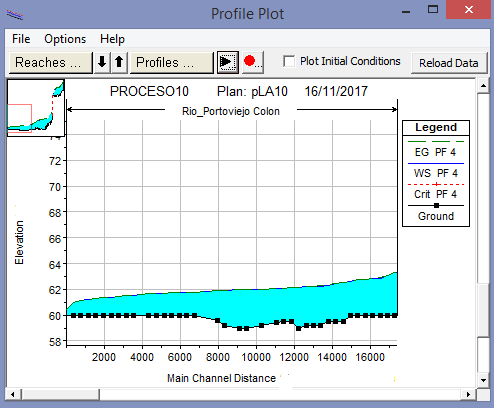 Profile Plot
File Options Help
Reaches ... Profiles ... Plot Initial Conditions Reload Data
PROCESO10 Plan: pLA10 16/11/2017
Rio_Portoviejo Colon
Legend
EG PF 4
WS PF 4
Crit PF 4
Ground
74
72
70
68
66
64
62
60
58
Elevation
2000 4000 6000 8000 10000 12000 14000 16000
Main Channel Distance